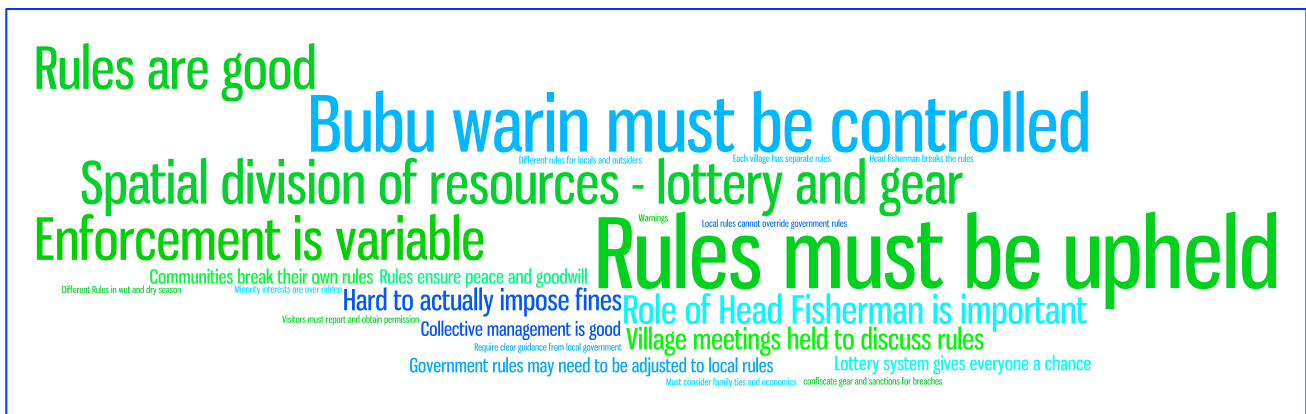 Rules are good
Bubu warin must be controlled
Different rules for locals and outsiders
Each village has separate rules
Head fisherman breaks the rules
Spatial division of resources - lottery and gear
Warnings
Local rules cannot override government rules
Enforcement is variable
Rules must be upheld
Communities break their own rules
Rules ensure peace and goodwill
Different Rules in wet and dry season
Minority interests are over-ridden
Hard to actually impose fines
Role of Head Fisherman is important
Visitors must report and obtain permission
Collective management is good
Village meetings held to discuss rules
Require clear guidance from local government
Government rules may need to be adjusted to local rules
Lottery system gives everyone a chance
Must consider family ties and economics
confiscate gear and sanctions for breaches